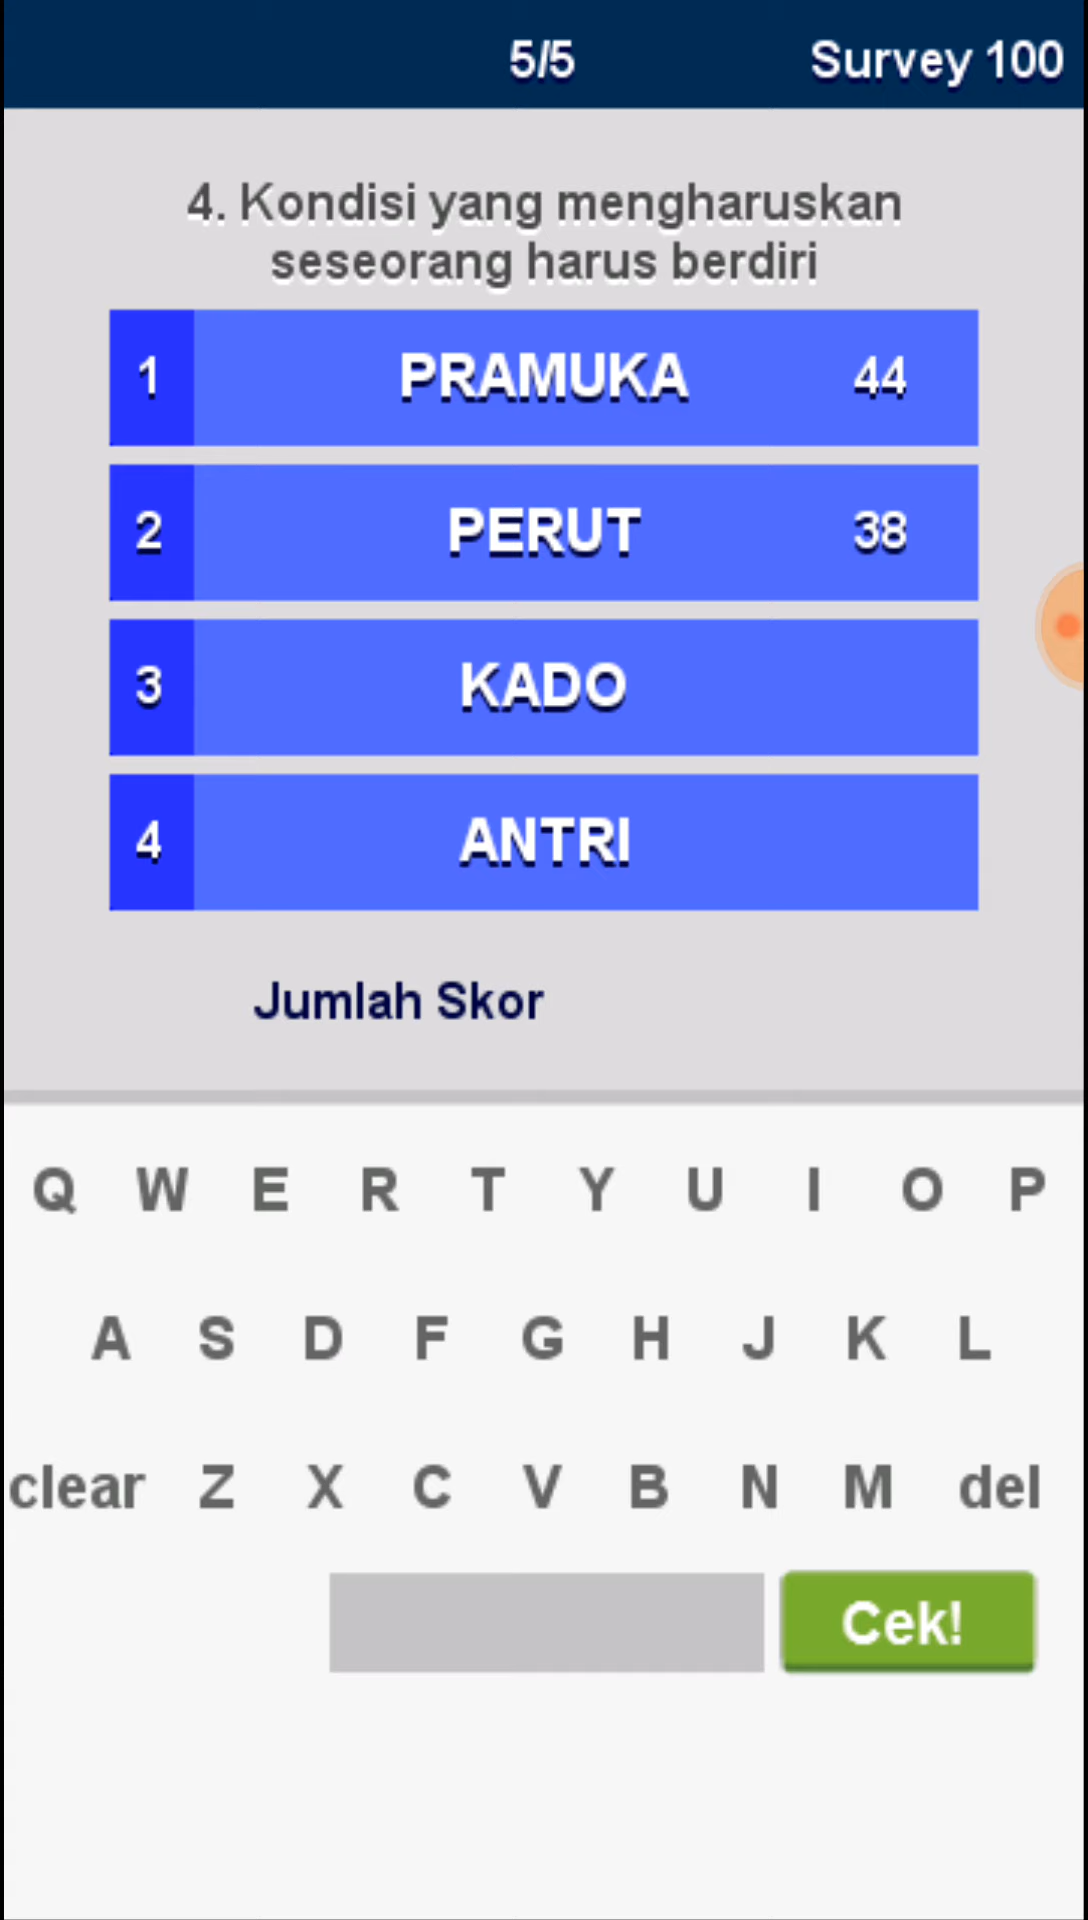 5/5 Survey 100
4. Kondisi yang mengharuskan
seseorang harus berdiri
1 PRAMUKA 44
2 PERUT 38
3 KADO
4 ANTRI
Jumlah Skor
Q W E R T Y U I O P
A S D F G H J K L
clear Z X C V B N M del
Cek!